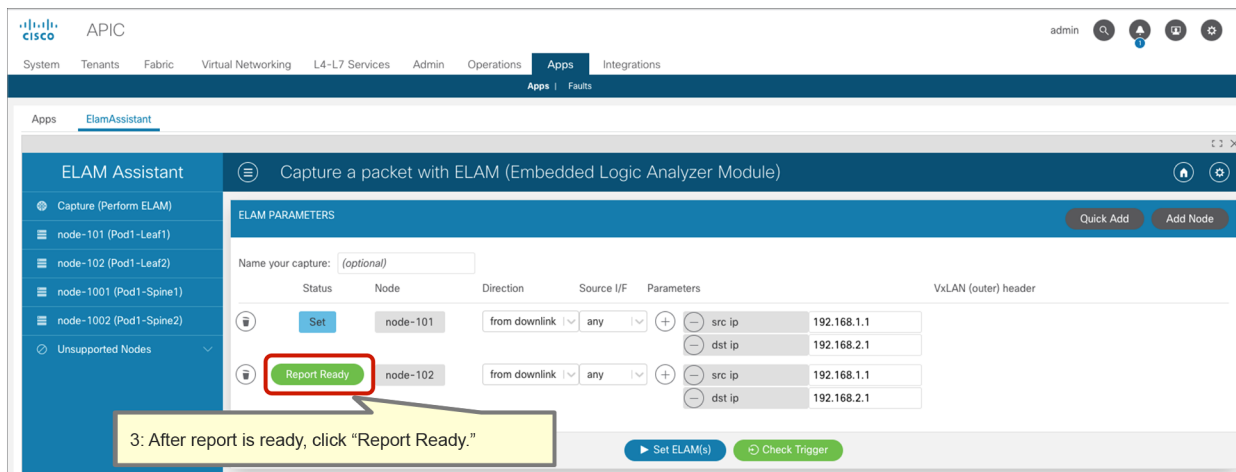 CISCO APIC admin
1
System Tenants Fabric Virtual Networking L4-L7 Services Admin Operations Apps Integrations
Apps | Faults
Apps ElamAssistant
ELAM Assistant Capture a packet with ELAM (Embedded Logic Analyzer Module)
Capture (Perform ELAM)
node-101 (Pod1-Leaf1)
node-102 (Pod1-Leaf2)
node-1001 (Pod1-Spine1)
node-1002 (Pod1-Spine2)
Unsupported Nodes
ELAM PARAMETERS Quick Add Add Node
Name your capture: (optional)
Status Node Direction Source I/F Parameters VxLAN (outer) header
Set node-101 from downlink any src ip 192.168.1.1
dst ip 192.168.2.1
Report Ready node-102 from downlink any src ip 192.168.1.1
dst ip 192.168.2.1
3: After report is ready, click “Report Ready.”
Set ELAM(s) Check Trigger